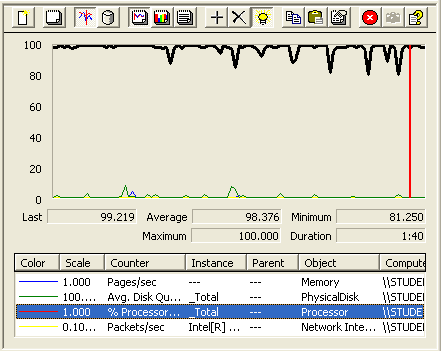 100
80
60
40
20
0
Last 99.219 Average 98.376 Minimum 81.250
Maximum 100.000 Duration 1:40
Color Scale Counter Instance Parent Object Compute
1.000 Pages/sec --- --- Memory \\STUDE
100.... Avg. Disk Qu... _Total --- PhysicalDisk \\STUDE
1.000 % Processor... _Total --- Processor \\STUDE
0.10... Packets/sec Intel[R] ... --- Network Inte... \\STUDE